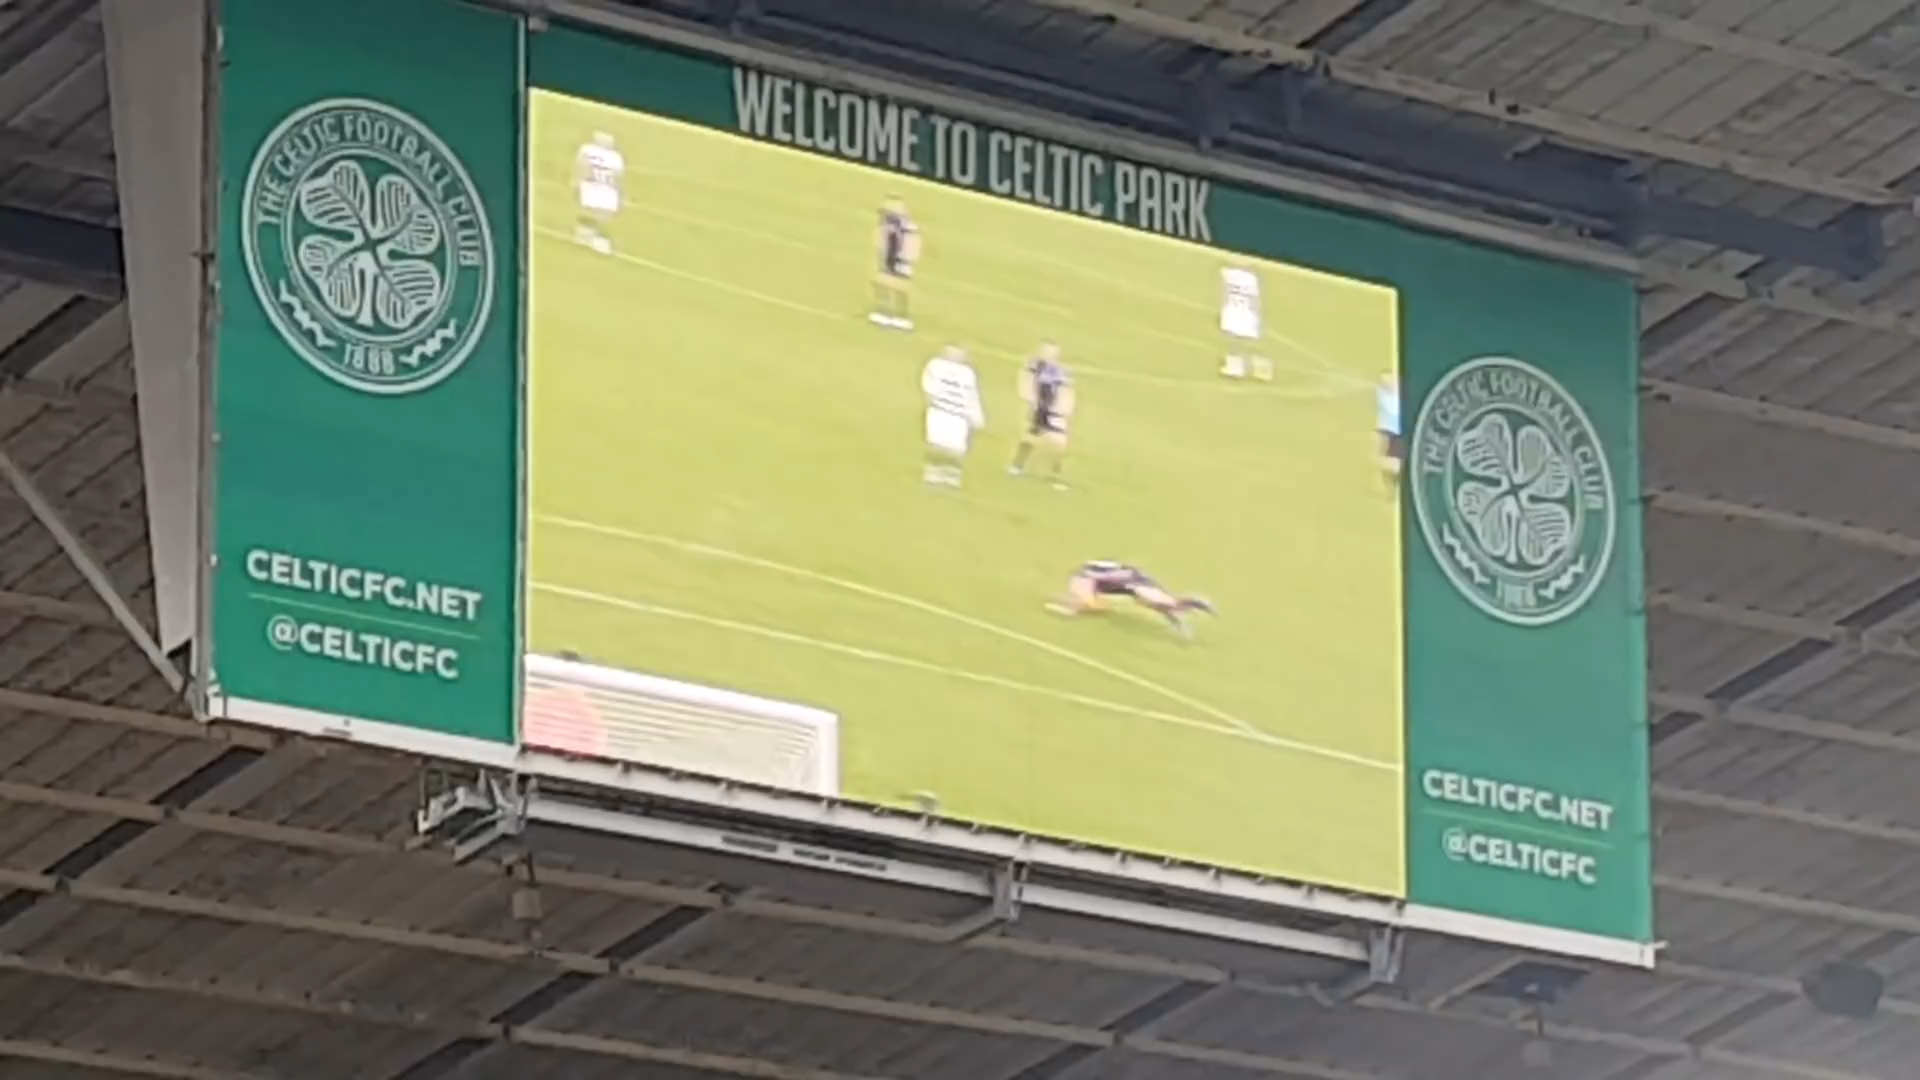 WELCOME TO CELTIC PARK
THE CELTIC FOOTBALL CLUB
1888
CELTICFC.NET
@CELTICFC
THE CELTIC FOOTBALL CLUB
1888
CELTICFC.NET
@CELTICFC